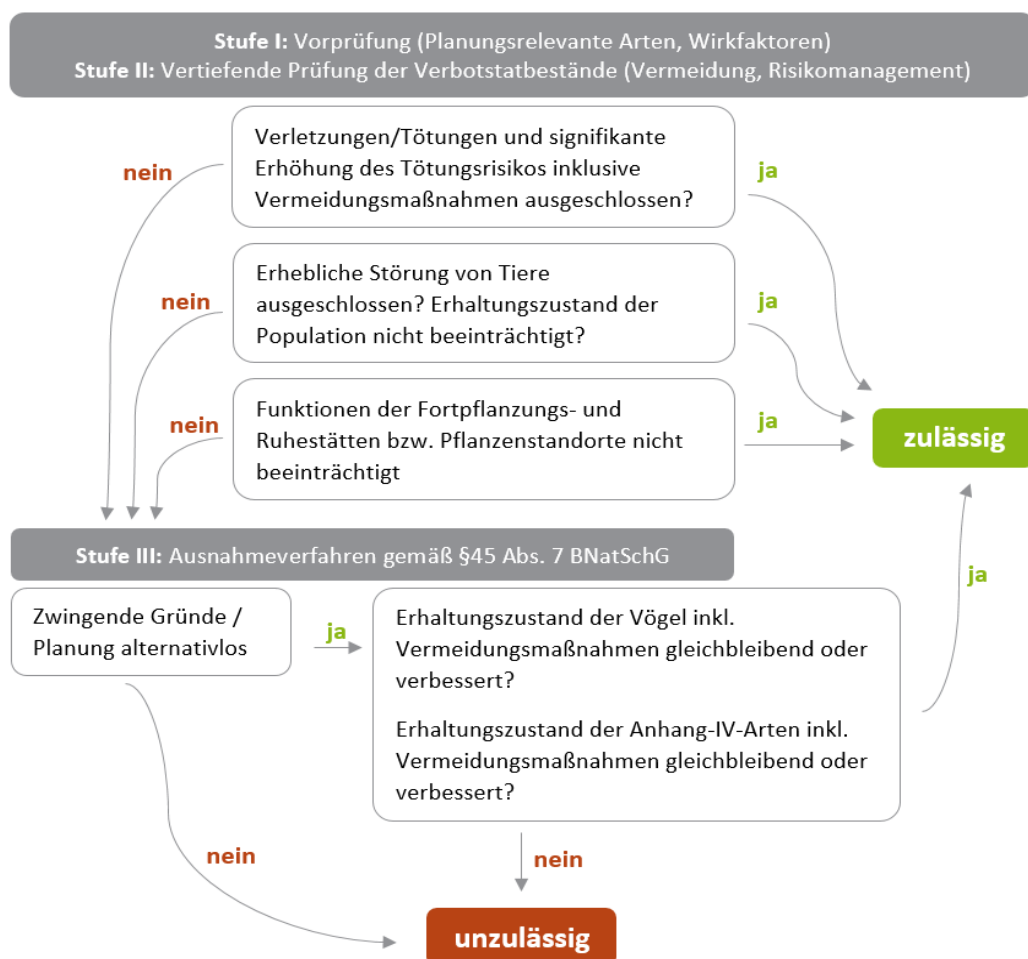 Stufe I: Vorprüfung (Planungsrelevante Arten, Wirkfaktoren)
Stufe II: Vertiefende Prüfung der Verbotstatbestände (Vermeidung, Risikomanagement)
Verletzungen/Tötungen und signifikante
Erhöhung des Tötungsrisikos inklusive
Vermeidungsmaßnahmen ausgeschlossen?
nein
ja
Erhebliche Störung von Tiere
ausgeschlossen? Erhaltungszustand der
Population nicht beeinträchtigt?
nein
ja
Funktionen der Fortpflanzungs- und
Ruhestätten bzw. Pflanzenstandorte nicht
beeinträchtigt
nein
ja
zulässig
Stufe III: Ausnahmeverfahren gemäß §45 Abs. 7 BNatSchG
Zwingende Gründe /
Planung alternativlos
ja
Erhaltungszustand der Vögel inkl.
Vermeidungsmaßnahmen gleichbleibend oder
verbessert?
Erhaltungszustand der Anhang-IV-Arten inkl.
Vermeidungsmaßnahmen gleichbleibend oder
verbessert?
ja
nein
nein
unzulässig